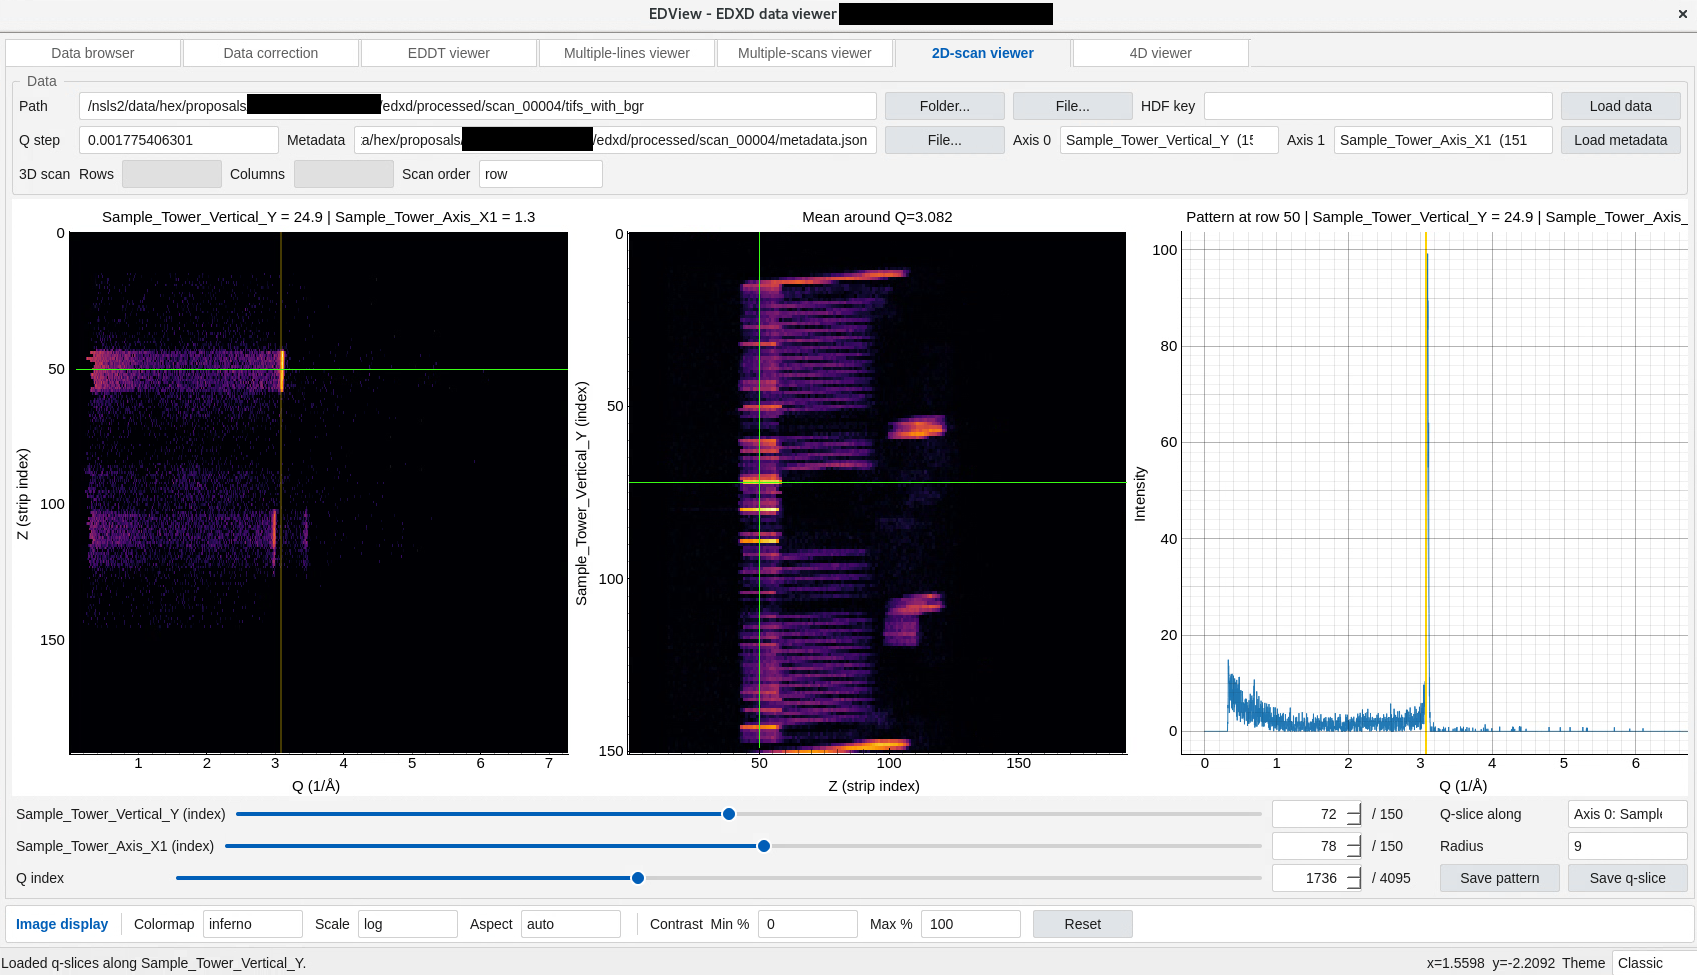 EDView - EDXD data viewer
Data browser
Data correction
EDDT viewer
Multiple-lines viewer
Multiple-scans viewer
2D-scan viewer
4D viewer
Data
Path /nsls2/data/hex/proposals /edxd/processed/scan_00004/tifs_with_bgr Folder... File... HDF key Load data
Q step 0.001775406301 Metadata a/hex/proposals/ /edxd/processed/scan_00004/metadata.json File... Axis 0 Sample_Tower_Vertical_Y (15 Axis 1 Sample_Tower_Axis_X1 (151 Load metadata
3D scan Rows Columns Scan order row
Sample_Tower_Vertical_Y = 24.9 | Sample_Tower_Axis_X1 = 1.3
0
50
100
150
Z (strip index)
1 2 3 4 5 6 7
Q (1/Å)
Mean around Q=3.082
0
50
100
150
Sample_Tower_Vertical_Y (index)
50 100 150
Z (strip index)
Pattern at row 50 | Sample_Tower_Vertical_Y = 24.9 | Sample_Tower_Axis_
100
80
60
40
20
0
Intensity
0 1 2 3 4 5 6
Q (1/Å)
Sample_Tower_Vertical_Y (index) 72 / 150 Q-slice along Axis 0: Sample
Sample_Tower_Axis_X1 (index) 78 / 150 Radius 9
Q index 1736 / 4095 Save pattern Save q-slice
Image display Colormap inferno Scale log Aspect auto Contrast Min % 0 Max % 100 Reset
Loaded q-slices along Sample_Tower_Vertical_Y. x=1.5598 y=-2.2092 Theme Classic